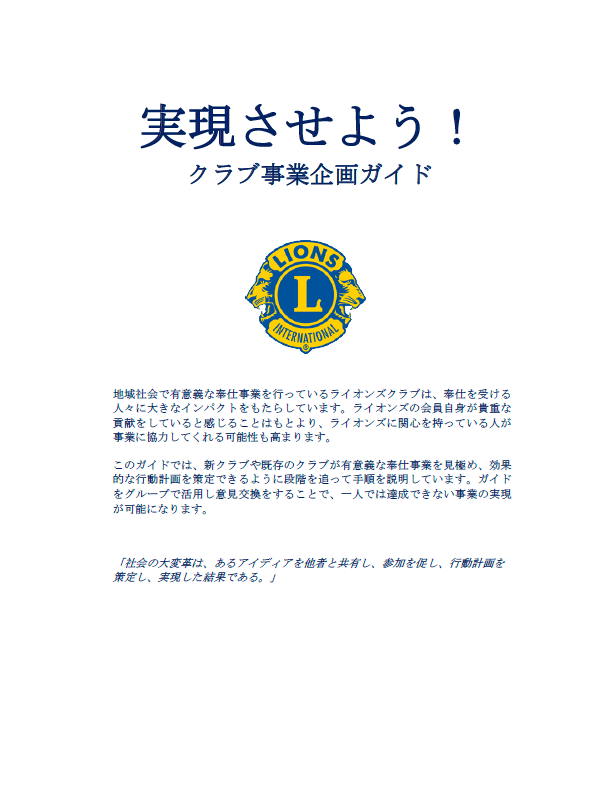 実現させよう！
クラブ事業企画ガイド
LIONS
L
INTERNATIONAL
®
地域社会で有意義な奉仕事業を行っているライオンズクラブは、奉仕を受ける
人々に大きなインパクトをもたらしています。ライオンズの会員自身が貴重な
貢献をしていると感じることはもとより、ライオンズに関心を持っている人が
事業に協力してくれる可能性も高まります。
このガイドでは、新クラブや既存のクラブが有意義な奉仕事業を見極め、効果
的な行動計画を策定できるように段階を追って手順を説明しています。ガイド
をグループで活用し意見交換をすることで、一人では達成できない事業の実現
が可能になります。
「社会の大変革は、あるアイディアを他者と共有し、参加を促し、行動計画を
策定し、実現した結果である。」